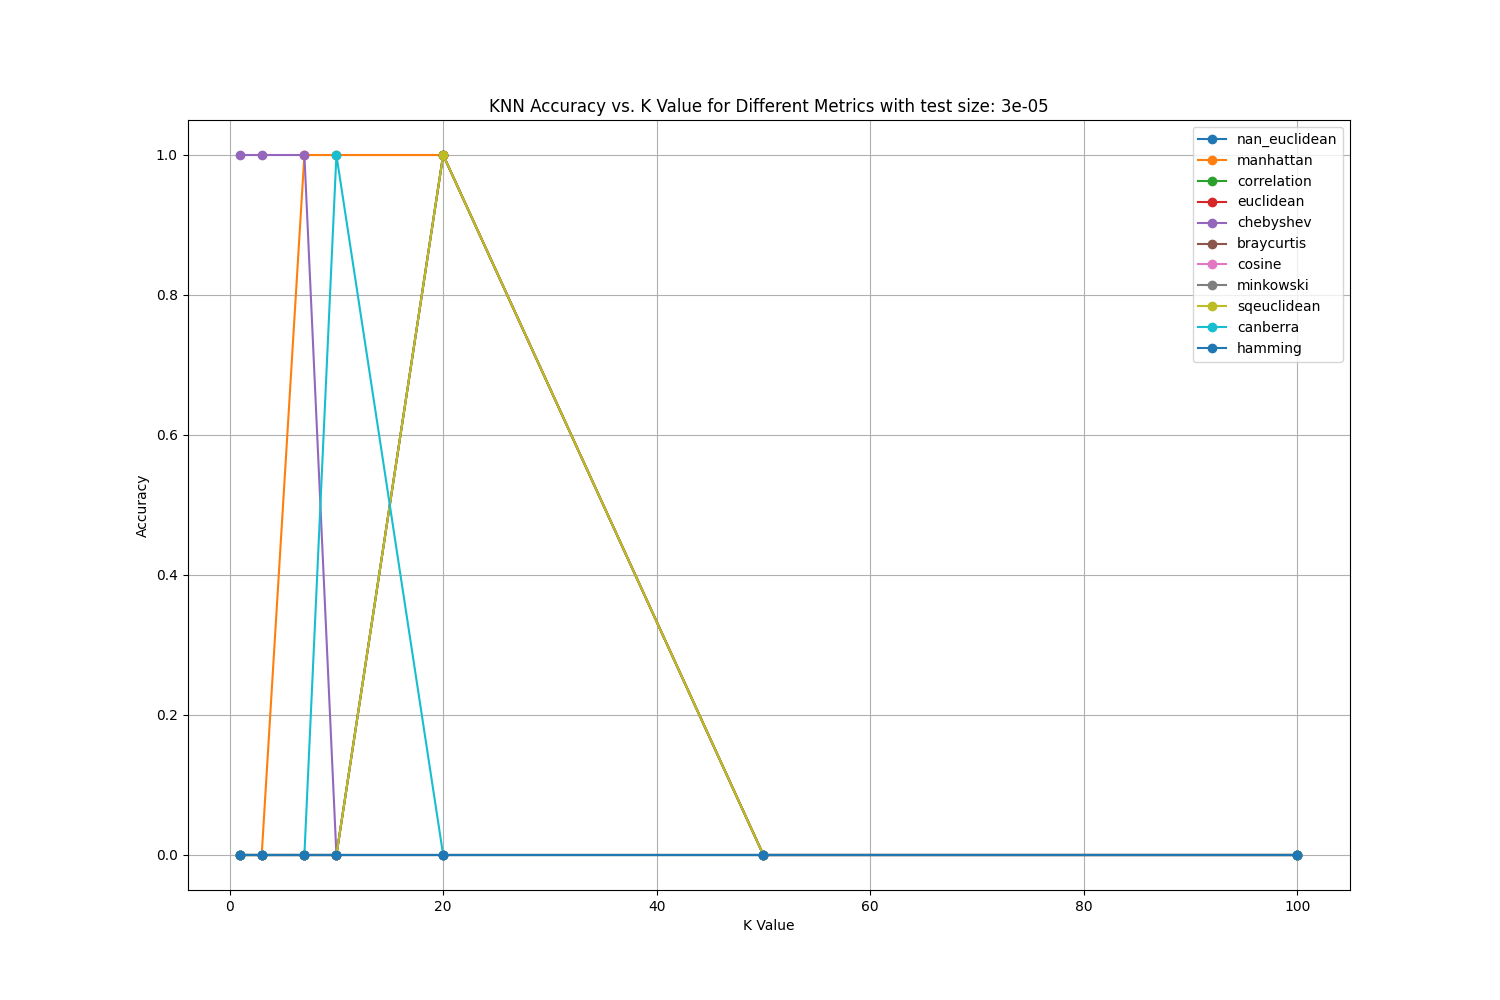 KNN Accuracy vs. K Value for Different Metrics with test size: 3e-05
nan_euclidean
manhattan
correlation
euclidean
chebyshev
braycurtis
cosine
minkowski
sqeuclidean
canberra
hamming
1.0
0.8
0.6
0.4
0.2
0.0
Accuracy
0 20 40 60 80 100
K Value